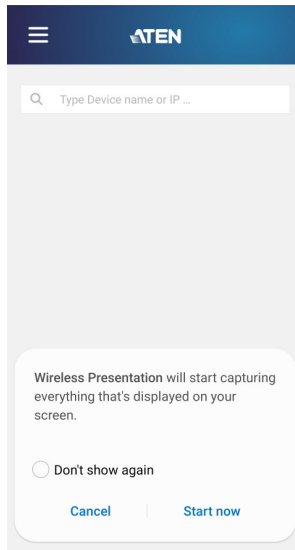 ATEN
Type Device name or IP ...
Wireless Presentation will start capturing
everything that's displayed on your
screen.
Don't show again
Cancel Start now